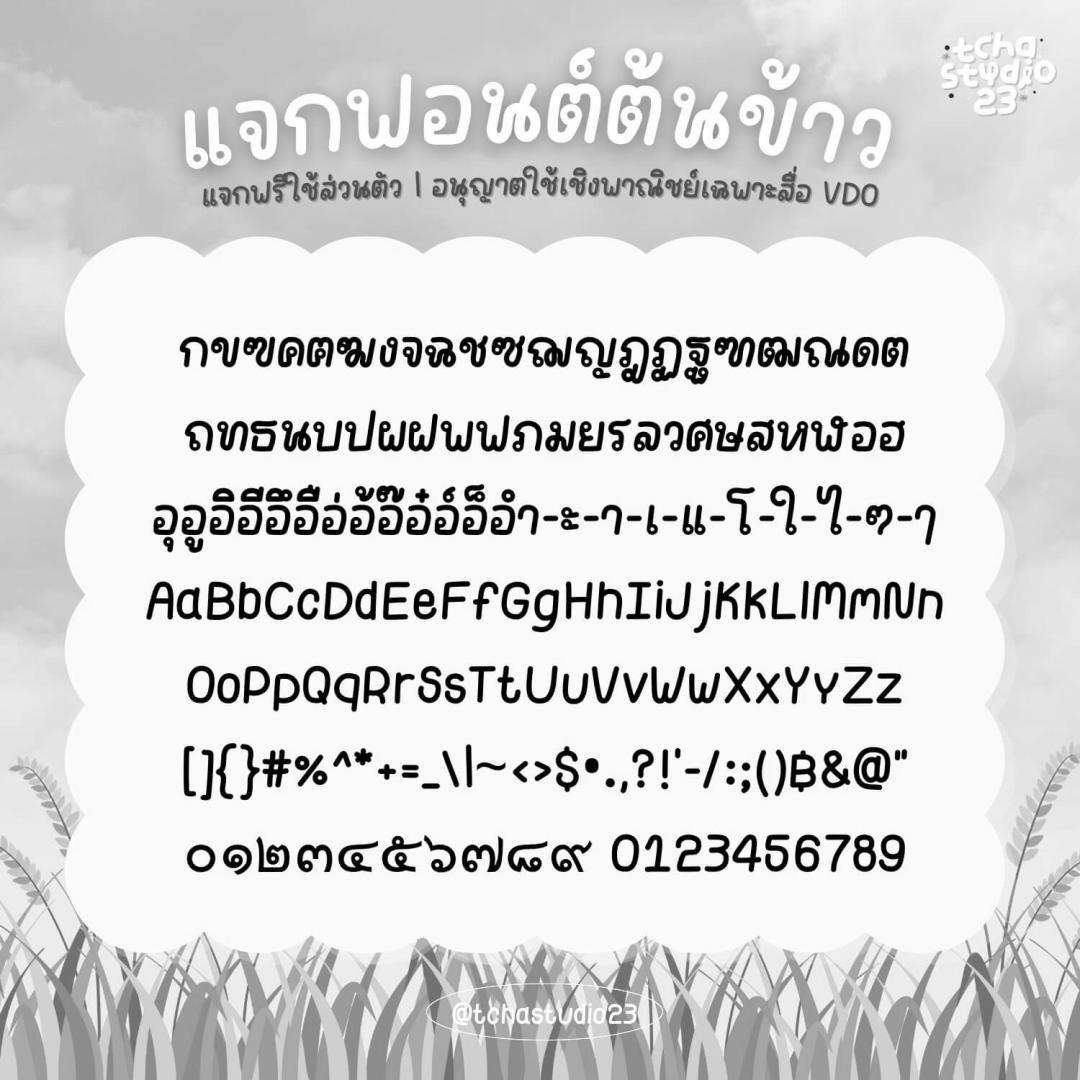 tcha
studio
23
แจกฟอนต์ต้นข้าว
แจกฟรีใช้ส่วนตัว | อนุญาตใช้เชิงพาณิชย์เฉพาะสื่อ VDO
กขฃคฅฆงจฉชซฌญฎฏฐฑฒณดต
ถทธนบปผฝพฟภมยรลวศษสหฬอฮ
อุอูอิอีอึอือ่อ้อ๊อ๋อ์อ็อำ-ะ-า-เ-แ-โ-ใ-ไ-ๆ-ๅ
AaBbCcDdEeFfGgHhIiJjKkLlMmNn
OoPpQqRrSsTtUuVvWwXxYyZz
[]{}#%^*+=_\|~<>$•.,?!'-/:;()฿&@"
๐๑๒๓๔๕๖๗๘๙ 0123456789
@tchastudio23